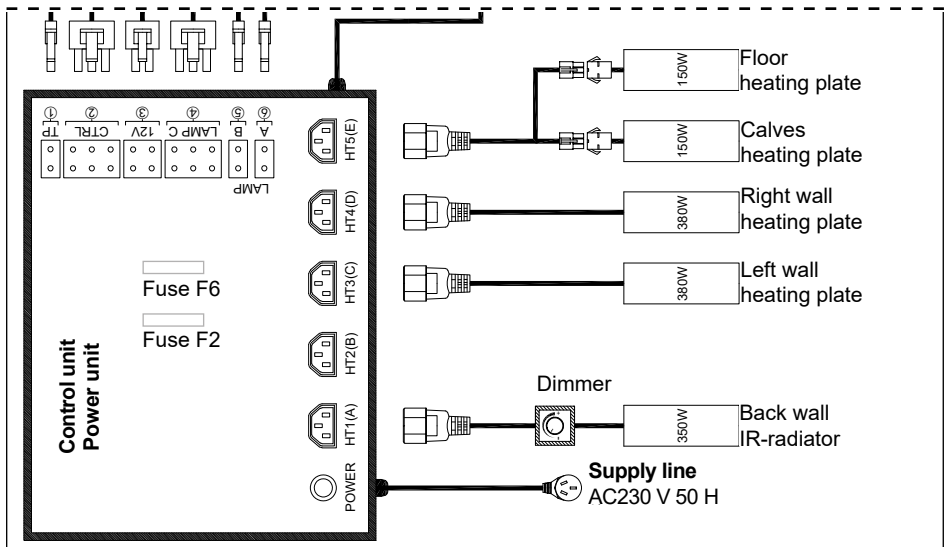 ① ② ③ ④ ⑤ ⑥
TP CTRL 12V LAMP C B A
LAMP
HT5(E)
HT4(D)
HT3(C)
HT2(B)
HT1(A)
POWER
Fuse F6
Fuse F2
Control unit
Power unit
150W
Floor
heating plate
150W
Calves
heating plate
380W
Right wall
heating plate
380W
Left wall
heating plate
Dimmer
- +
350W
Back wall
IR-radiator
Supply line
AC230 V 50 H